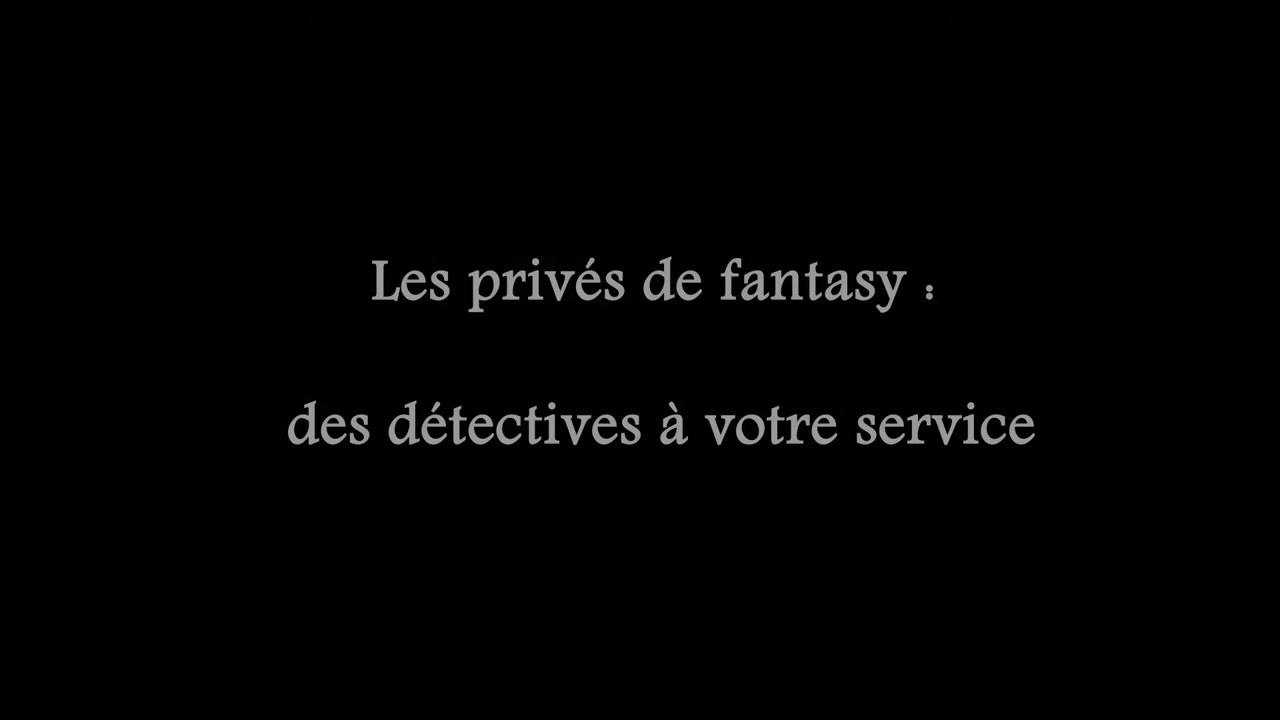 Les privés de fantasy :
des détectives à votre service